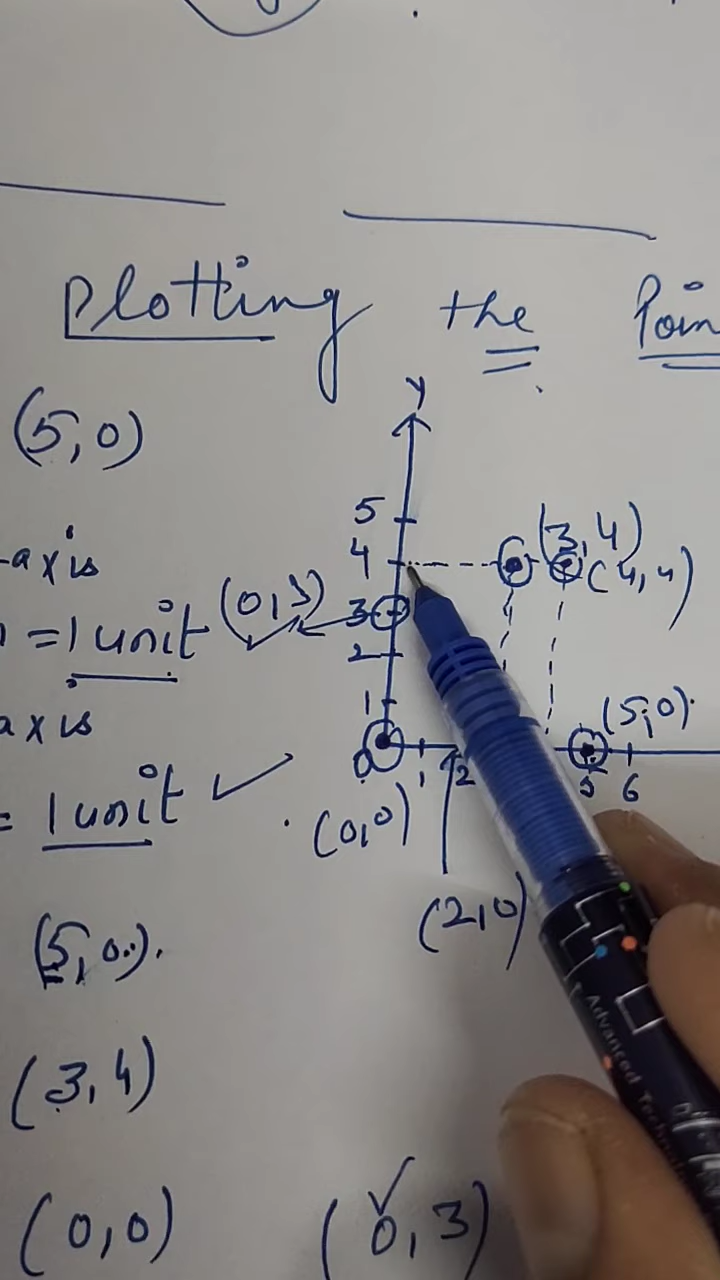 Plotting the Poin
(5,0)
Y
5
(3,4)
4
(4,4)
-axis
(0,3)
3
= 1 unit
2
1
(5,0)
axis
0 1 2 5 6
= 1 unit
(0,0)
(2,0)
(5,0).
Advanced
(3,4)
(0,0) (0,3)